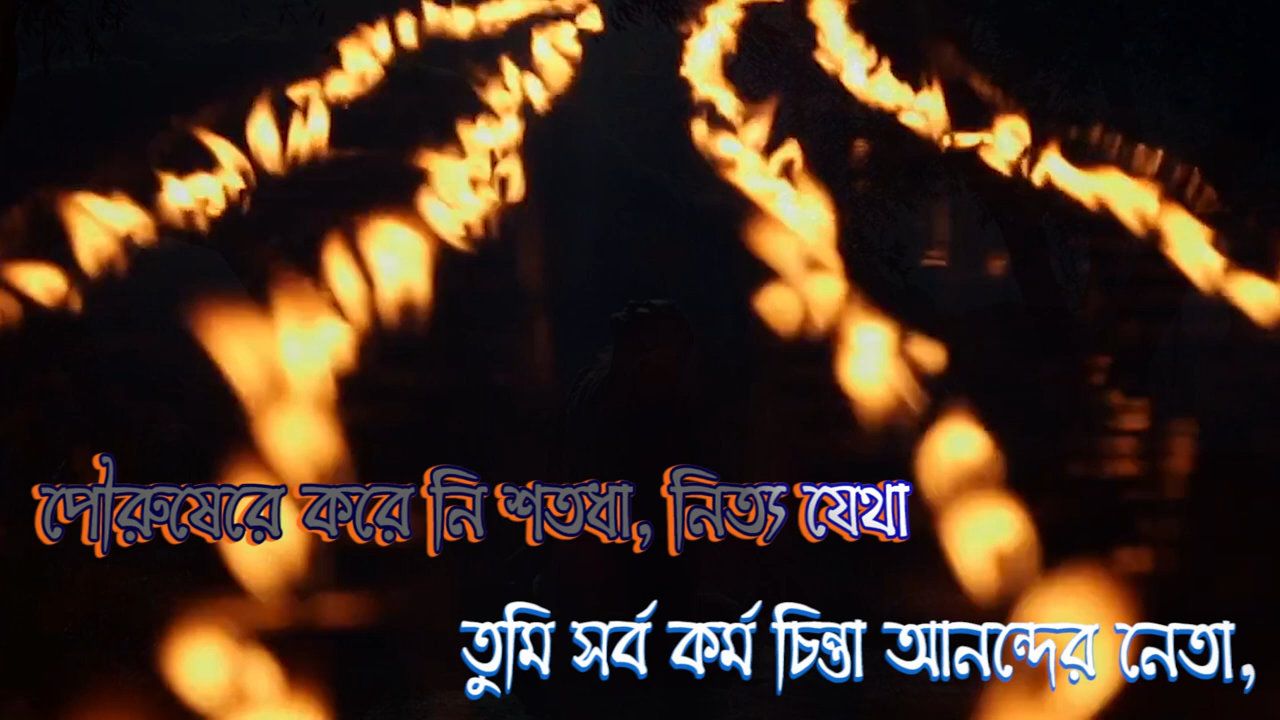 পৌরুষেরে করে নি শতধা, নিত্য যেথা
তুমি সর্ব কর্ম চিন্তা আনন্দের নেতা,